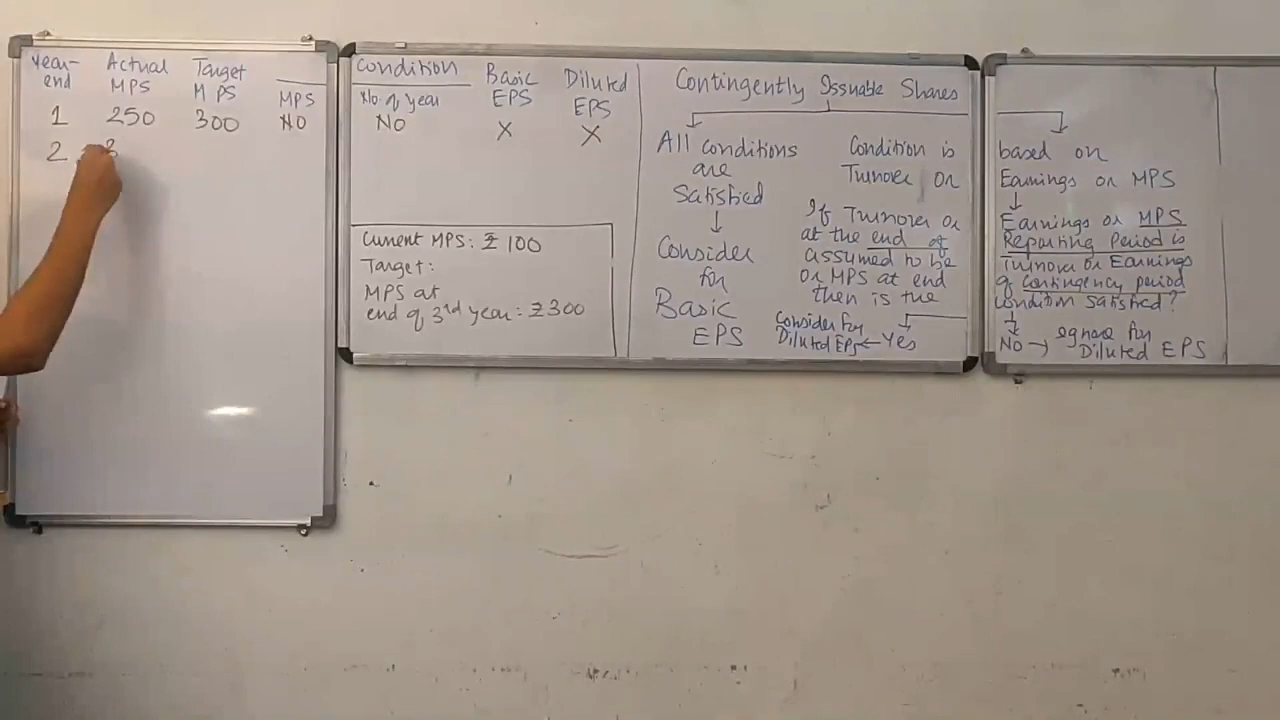 Year-end Actual MPS Target MPS MPS
1 250 300 NO
2 3
Condition Basic EPS Diluted EPS
No. of year
NO X X
Current MPS: ₹ 100
Target:
MPS at
end of 3rd year: ₹300
Contingently Issuable Shares
All conditions
are
Satisfied
↓
Consider
for
Basic
EPS
Condition is
Turnover or
If Turnover or
at the end of
assumed to be
or MPS at end
then is the
Consider for
Diluted EPS ← Yes
based on
Earnings or MPS
↓
Earnings or MPS
Reporting Period is
Turnover or Earnings
of contingency period
condition satisfied?
NO → Ignore for
Diluted EPS